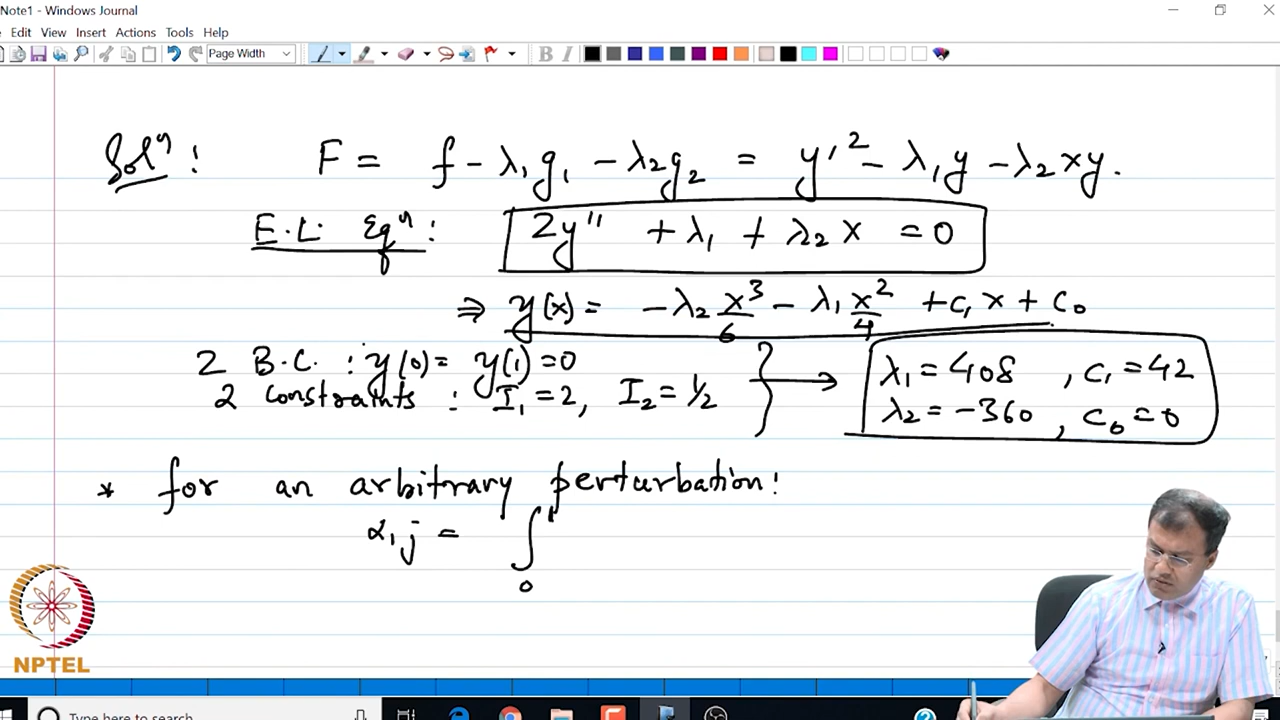 Note1 - Windows Journal
Edit View Insert Actions Tools Help
Page Width B I
Solⁿ : F = f - λ₁g₁ - λ₂g₂ = y'² - λ₁y - λ₂xy.
E.L. Eqⁿ : 2y" + λ₁ + λ₂x = 0
⇒ y(x) = -λ₂ x³/6 - λ₁ x²/4 + c₁x + c₀
2 B.C. : y(0) = y(1) = 0
2 constraints : I₁ = 2, I₂ = 1/2 } → λ₁ = 408 , c₁ = 42
λ₂ = -360 , c₀ = 0
* for an arbitrary perturbation :
α₁j = ∫₀¹
NPTEL
Type here to search